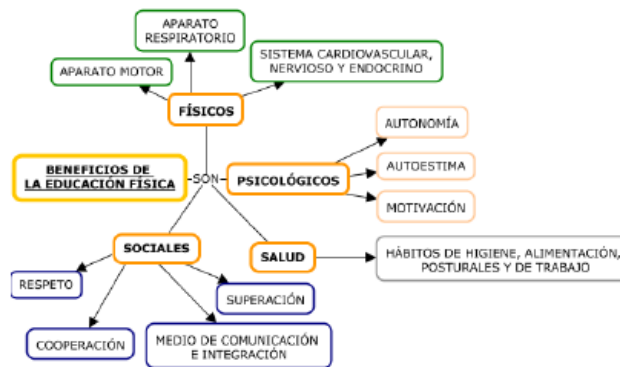 APARATO
RESPIRATORIO
SISTEMA CARDIOVASCULAR,
NERVIOSO Y ENDOCRINO
APARATO MOTOR
FÍSICOS
AUTONOMÍA
BENEFICIOS DE
LA EDUCACIÓN FÍSICA
SON
PSICOLÓGICOS
AUTOESTIMA
MOTIVACIÓN
SOCIALES
SALUD
HÁBITOS DE HIGIENE, ALIMENTACIÓN,
POSTURALES Y DE TRABAJO
RESPETO
SUPERACIÓN
COOPERACIÓN
MEDIO DE COMUNICACIÓN
E INTEGRACIÓN